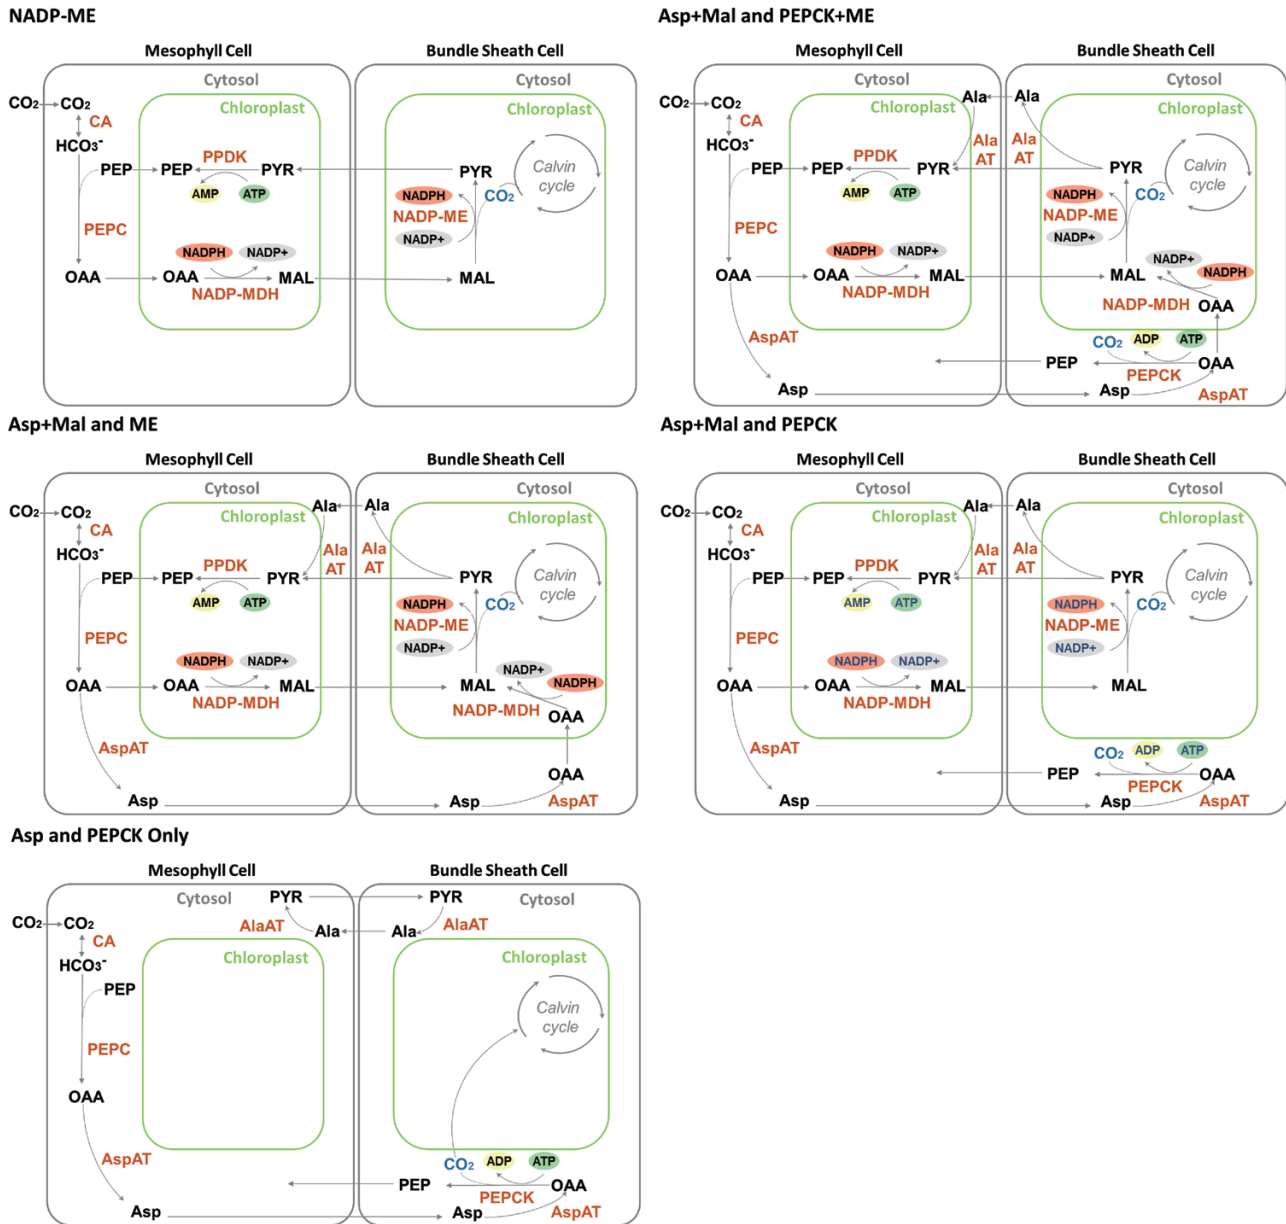 NADP-ME
Mesophyll Cell
Bundle Sheath Cell
Cytosol
Cytosol
Chloroplast
Chloroplast
CO2
CO2
CA
HCO3-
PEP
PEP
PPDK
PYR
AMP
ATP
PEPC
OAA
OAA
NADPH
NADP+
NADP-MDH
MAL
PYR
CO2
Calvin
cycle
NADPH
NADP-ME
NADP+
MAL
Asp+Mal and PEPCK+ME
Mesophyll Cell
Bundle Sheath Cell
Cytosol
Cytosol
Chloroplast
Chloroplast
CO2
CO2
CA
HCO3-
PEP
PEP
PPDK
PYR
AMP
ATP
Ala
Ala
Ala
AT
Ala
AT
PEPC
OAA
OAA
NADPH
NADP+
NADP-MDH
MAL
PYR
CO2
Calvin
cycle
NADPH
NADP-ME
NADP+
MAL
NADP+
NADPH
NADP-MDH
OAA
AspAT
Asp
CO2
ADP
ATP
PEP
PEPCK
OAA
Asp
AspAT
Asp+Mal and ME
Mesophyll Cell
Bundle Sheath Cell
Cytosol
Cytosol
Chloroplast
Chloroplast
CO2
CO2
CA
HCO3-
PEP
PEP
PPDK
PYR
AMP
ATP
Ala
Ala
Ala
AT
Ala
AT
PEPC
OAA
OAA
NADPH
NADP+
NADP-MDH
MAL
PYR
CO2
Calvin
cycle
NADPH
NADP-ME
NADP+
MAL
NADP+
NADPH
NADP-MDH
OAA
AspAT
Asp
OAA
Asp
AspAT
Asp+Mal and PEPCK
Mesophyll Cell
Bundle Sheath Cell
Cytosol
Cytosol
Chloroplast
Chloroplast
CO2
CO2
CA
HCO3-
PEP
PEP
PPDK
PYR
AMP
ATP
Ala
Ala
Ala
AT
Ala
AT
PEPC
OAA
OAA
NADPH
NADP+
NADP-MDH
MAL
PYR
CO2
Calvin
cycle
NADPH
NADP-ME
NADP+
MAL
AspAT
Asp
CO2
ADP
ATP
PEP
PEPCK
OAA
Asp
AspAT
Asp and PEPCK Only
Mesophyll Cell
Bundle Sheath Cell
Cytosol
Cytosol
PYR
PYR
AlaAT
AlaAT
Ala
Ala
Chloroplast
Chloroplast
CO2
CO2
CA
HCO3-
PEP
PEPC
OAA
AspAT
Asp
Calvin
cycle
CO2
ADP
ATP
PEP
PEPCK
OAA
Asp
AspAT